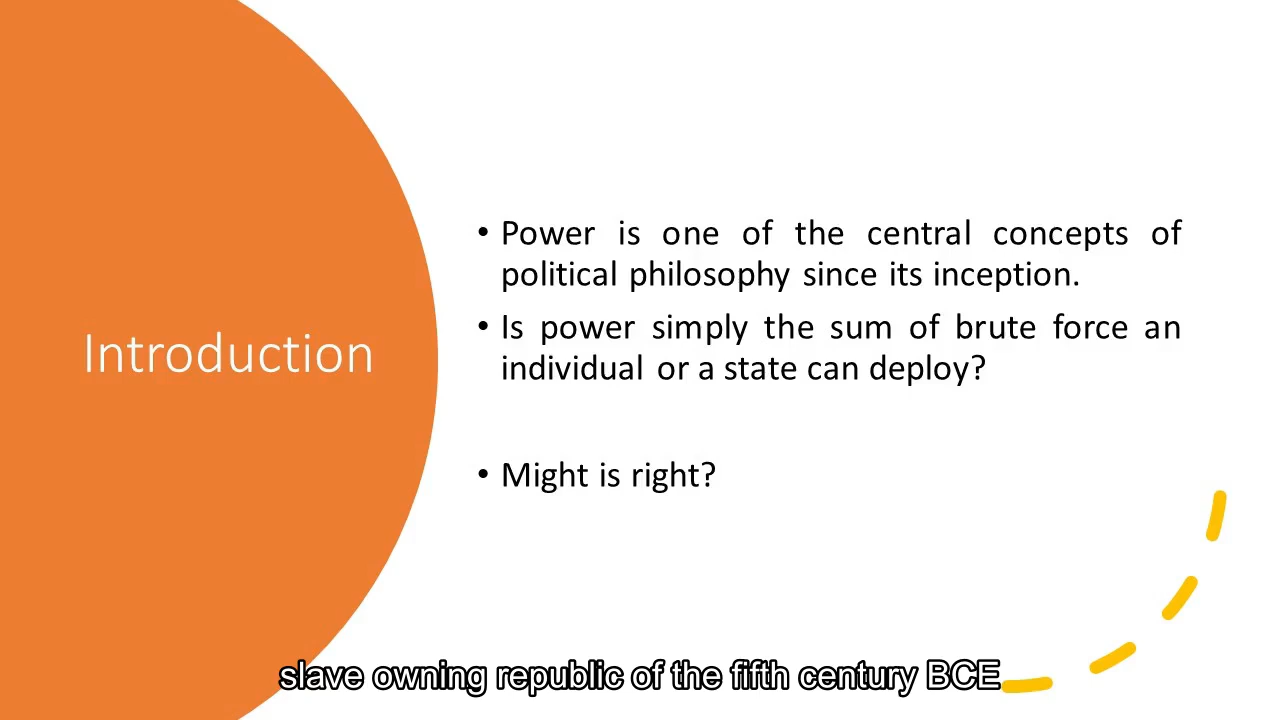 Introduction
• Power is one of the central concepts of
political philosophy since its inception.
• Is power simply the sum of brute force an
individual or a state can deploy?
• Might is right?
slave owning republic of the fifth century BCE